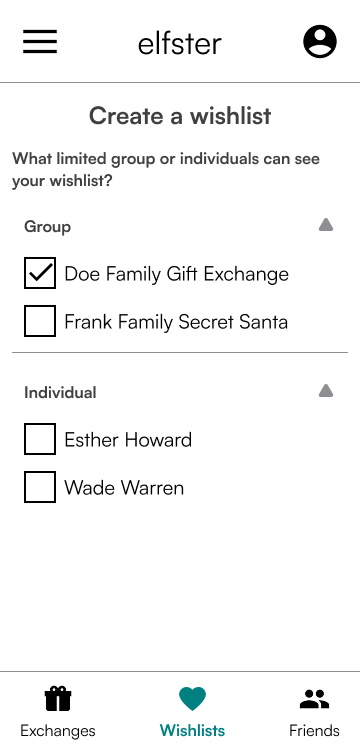 elfster
Create a wishlist
What limited group or individuals can see
your wishlist?
Group
Doe Family Gift Exchange
Frank Family Secret Santa
Individual
Esther Howard
Wade Warren
Exchanges
Wishlists
Friends